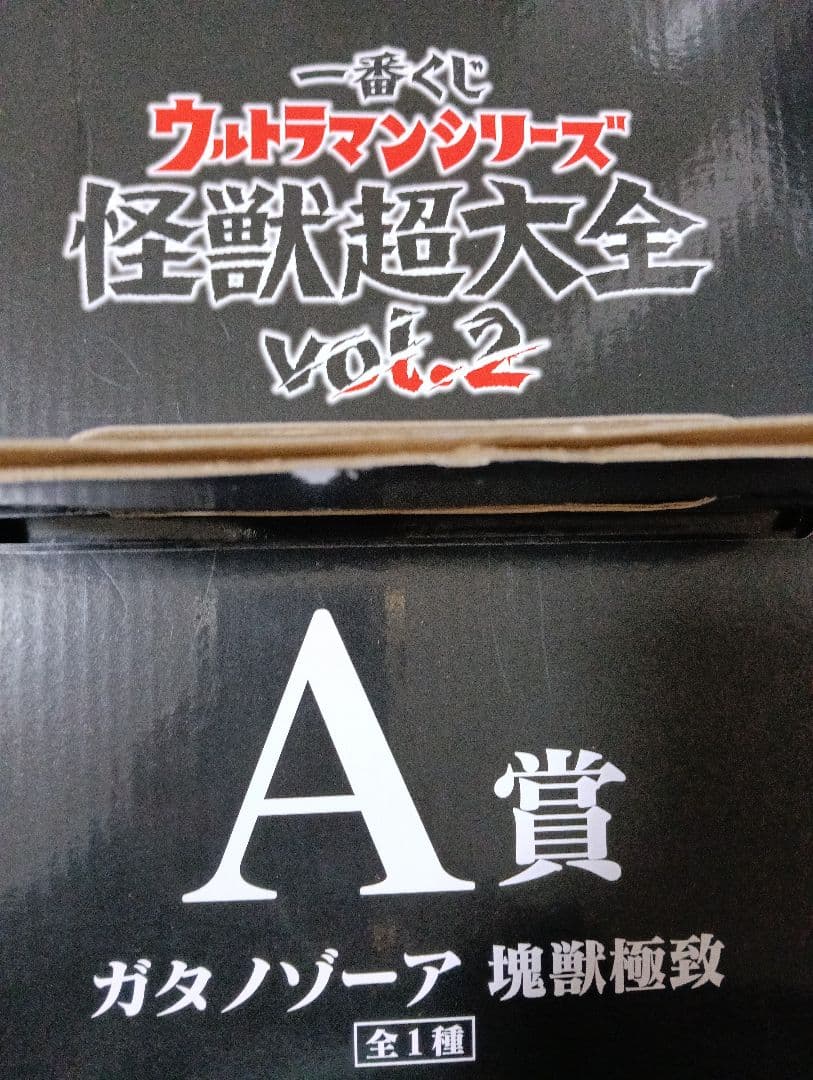 一番くじ
ウルトラマンシリーズ
怪獣超大全
vol.2
A賞
ガタノゾーア 塊獣極致
全1種